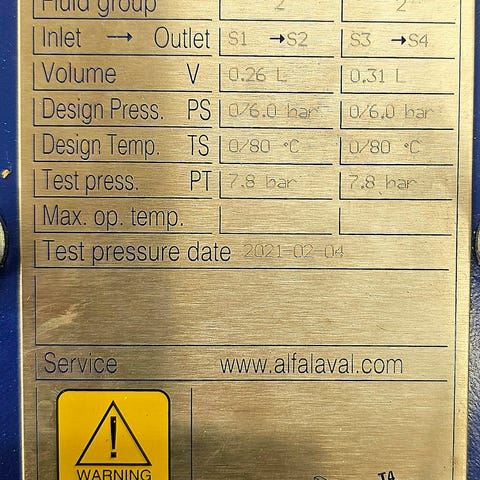 Fluid group 2 2
Inlet → Outlet S1 →S2 S3 →S4
Volume V 0.26 L 0.31 L
Design Press. PS 0/6.0 bar 0/6.0 bar
Design Temp. TS 0/80 °C 0/80 °C
Test press. PT 7.8 bar 7.8 bar
Max. op. temp.
Test pressure date 2021-02-04
Service www.alfalaval.com
WARNING